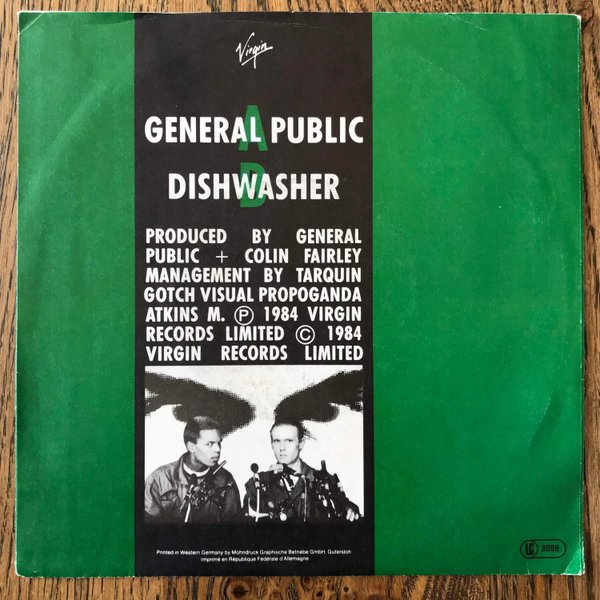 Virgin
A
GENERAL PUBLIC
B
DISHWASHER
PRODUCED BY GENERAL
PUBLIC + COLIN FAIRLEY
MANAGEMENT BY TARQUIN
GOTCH VISUAL PROPOGANDA
ATKINS M. Ⓟ 1984 VIRGIN
RECORDS LIMITED © 1984
VIRGIN RECORDS LIMITED
Printed in Western Germany by Mohndruck Graphische Betriebe GmbH, Gütersloh
imprimé en République Fédérale d'Allemagne
LC 3098